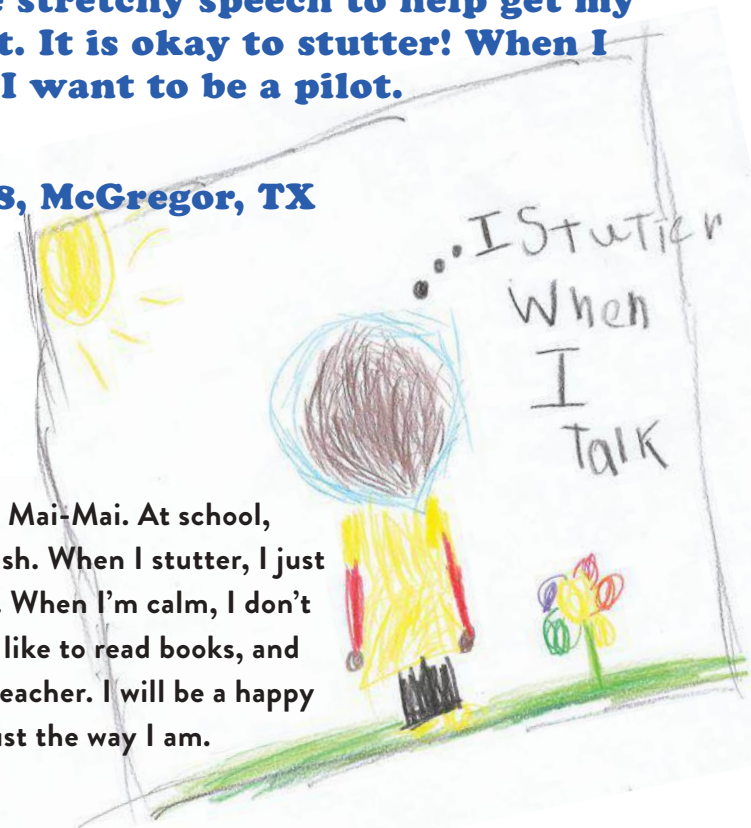 stretchy speech to help get my
t. It is okay to stutter! When I
I want to be a pilot.
8, McGregor, TX
...I Stutter
When
I
Talk
Mai-Mai. At school,
sh. When I stutter, I just
When I'm calm, I don't
like to read books, and
eacher. I will be a happy
ust the way I am.